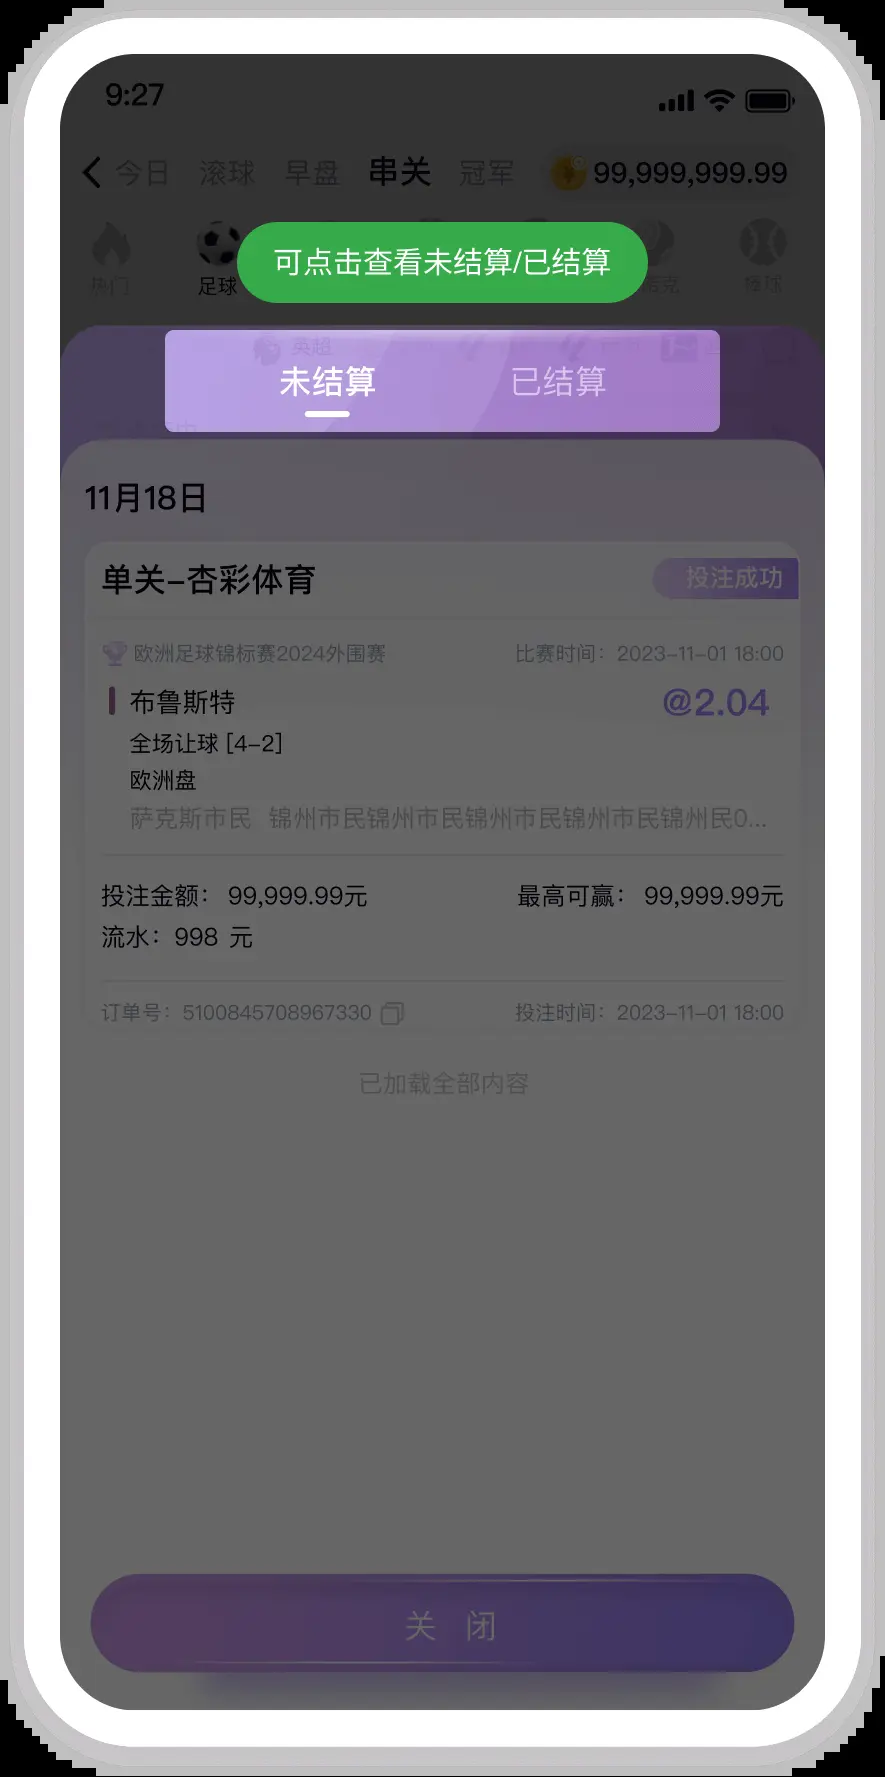 9:27
今日 滚球 早盘 串关 冠军 99,999,999.99
热门 足球 棒球
可点击查看未结算/已结算
英超
未结算 已结算
11月18日
单关-杏彩体育 投注成功
欧洲足球锦标赛2024外围赛 比赛时间: 2023-11-01 18:00
布鲁斯特 @2.04
全场让球 [4-2]
欧洲盘
萨克斯市民 锦州市民锦州市民锦州市民锦州市民锦州民0...
投注金额: 99,999.99元 最高可赢: 99,999.99元
流水: 998 元
订单号: 5100845708967330 投注时间: 2023-11-01 18:00
已加载全部内容
关 闭